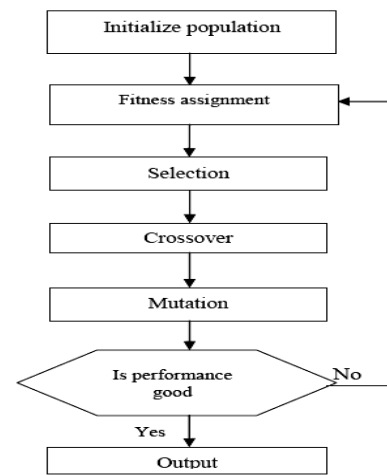 Initialize population
Fitness assignment
Selection
Crossover
Mutation
Is performance
good
No
Yes
Output